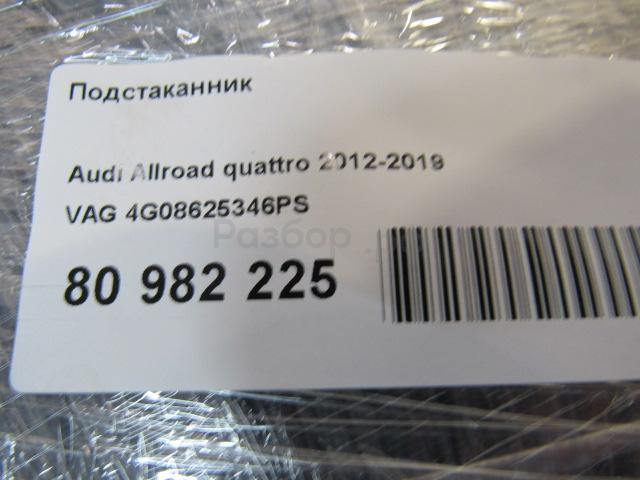 Подстаканник
Audi Allroad quattro 2012-2019
VAG 4G08625346PS
Разбор
80 982 225